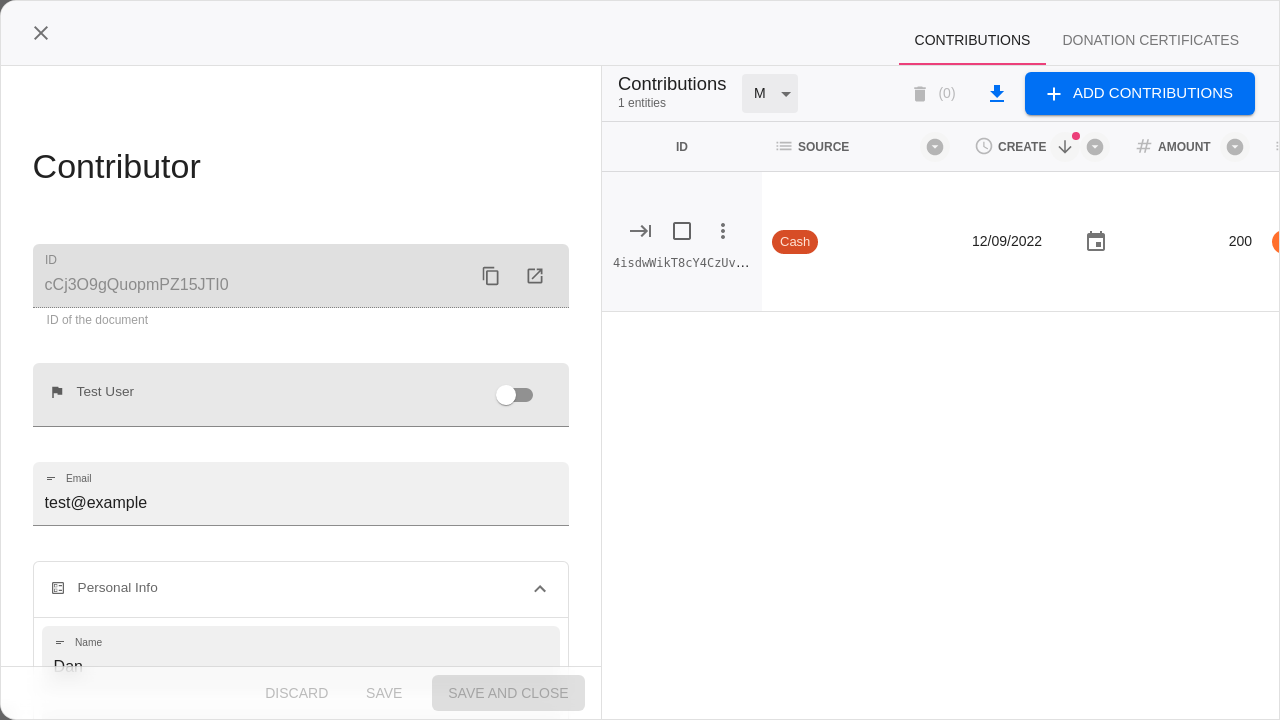 CONTRIBUTIONS DONATION CERTIFICATES
Contributor
ID
cCj3O9gQuopmPZ15JTI0
ID of the document
Test User
Email
test@example
Personal Info
Name
Dan
DISCARD SAVE SAVE AND CLOSE
Contributions
1 entities
M
(0)
ADD CONTRIBUTIONS
ID SOURCE CREATE AMOUNT
Cash 12/09/2022 200
4isdwWikT8cY4CzUv...